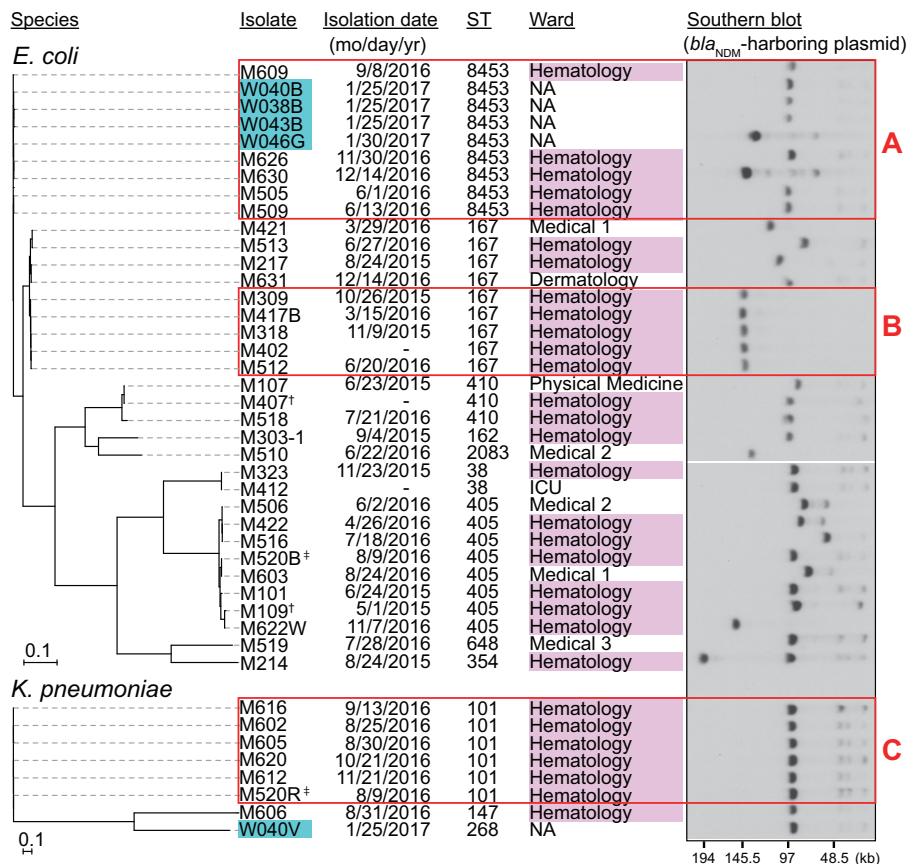 Species Isolate Isolation date ST Ward Southern blot
(mo/day/yr) (bla_NDM-harboring plasmid)
E. coli
M609 9/8/2016 8453 Hematology
W040B 1/25/2017 8453 NA
W038B 1/25/2017 8453 NA
W043B 1/25/2017 8453 NA
A
W046G 1/30/2017 8453 NA
M626 11/30/2016 8453 Hematology
M630 12/14/2016 8453 Hematology
M505 6/1/2016 8453 Hematology
M509 6/13/2016 8453 Hematology
M421 3/29/2016 167 Medical 1
M513 6/27/2016 167 Hematology
M217 8/24/2015 167 Hematology
M631 12/14/2016 167 Dermatology
M309 10/26/2015 167 Hematology
M417B 3/15/2016 167 Hematology
B
M318 11/9/2015 167 Hematology
M402 - 167 Hematology
M512 6/20/2016 167 Hematology
M107 6/23/2015 410 Physical Medicine
M407† - 410 Hematology
M518 7/21/2016 410 Hematology
M303-1 9/4/2015 162 Hematology
M510 6/22/2016 2083 Medical 2
M323 11/23/2015 38 Hematology
M412 - 38 ICU
M506 6/2/2016 405 Medical 2
M422 4/26/2016 405 Hematology
M516 7/18/2016 405 Hematology
M520B‡ 8/9/2016 405 Hematology
M603 8/24/2016 405 Medical 1
M101 6/24/2015 405 Hematology
M109† 5/1/2015 405 Hematology
M622W 11/7/2016 405 Hematology
M519 7/28/2016 648 Medical 3
0.1
M214 8/24/2015 354 Hematology
K. pneumoniae
M616 9/13/2016 101 Hematology
M602 8/25/2016 101 Hematology
M605 8/30/2016 101 Hematology
C
M620 10/21/2016 101 Hematology
M612 11/21/2016 101 Hematology
M520R‡ 8/9/2016 101 Hematology
M606 8/31/2016 147 Hematology
W040V 1/25/2017 268 NA
0.1
194 145.5 97 48.5 (kb)